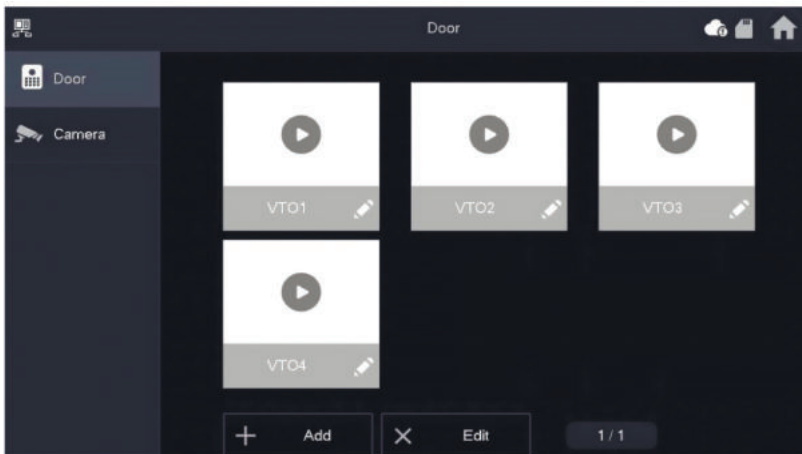 Door
Door
Camera
VTO1
VTO2
VTO3
VTO4
Add
Edit
1 / 1